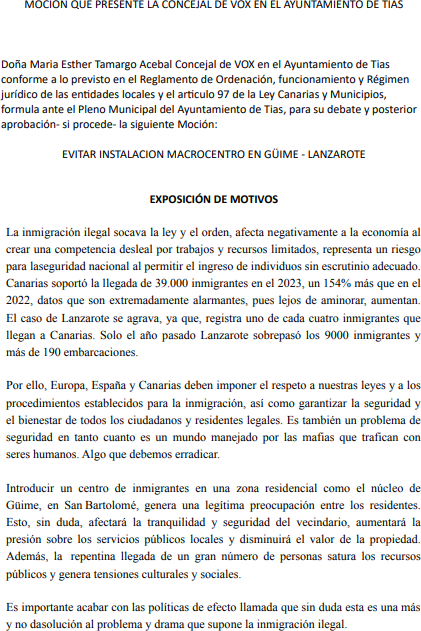 MOCIÓN QUE PRESENTE LA CONCEJAL DE VOX EN EL AYUNTAMIENTO DE TIAS
Doña Maria Esther Tamargo Acebal Concejal de VOX en el Ayuntamiento de Tias
conforme a lo previsto en el Reglamento de Ordenación, funcionamiento y Régimen
jurídico de las entidades locales y el articulo 97 de la Ley Canarias y Municipios,
formula ante el Pleno Municipal del Ayuntamiento de Tias, para su debate y posterior
aprobación- si procede- la siguiente Moción:
EVITAR INSTALACION MACROCENTRO EN GÜIME - LANZAROTE
EXPOSICIÓN DE MOTIVOS
La inmigración ilegal socava la ley y el orden, afecta negativamente a la economía al
crear una competencia desleal por trabajos y recursos limitados, representa un riesgo
para laseguridad nacional al permitir el ingreso de individuos sin escrutinio adecuado.
Canarias soportó la llegada de 39.000 inmigrantes en el 2023, un 154% más que en el
2022, datos que son extremadamente alarmantes, pues lejos de aminorar, aumentan.
El caso de Lanzarote se agrava, ya que, registra uno de cada cuatro inmigrantes que
llegan a Canarias. Solo el año pasado Lanzarote sobrepasó los 9000 inmigrantes y
más de 190 embarcaciones.
Por ello, Europa, España y Canarias deben imponer el respeto a nuestras leyes y a los
procedimientos establecidos para la inmigración, así como garantizar la seguridad y
el bienestar de todos los ciudadanos y residentes legales. Es también un problema de
seguridad en tanto cuanto es un mundo manejado por las mafias que trafican con
seres humanos. Algo que debemos erradicar.
Introducir un centro de inmigrantes en una zona residencial como el núcleo de
Güime, en San Bartolomé, genera una legítima preocupación entre los residentes.
Esto, sin duda, afectará la tranquilidad y seguridad del vecindario, aumentará la
presión sobre los servicios públicos locales y disminuirá el valor de la propiedad.
Además, la repentina llegada de un gran número de personas satura los recursos
públicos y genera tensiones culturales y sociales.
Es importante acabar con las políticas de efecto llamada que sin duda esta es una más
y no dasolución al problema y drama que supone la inmigración ilegal.